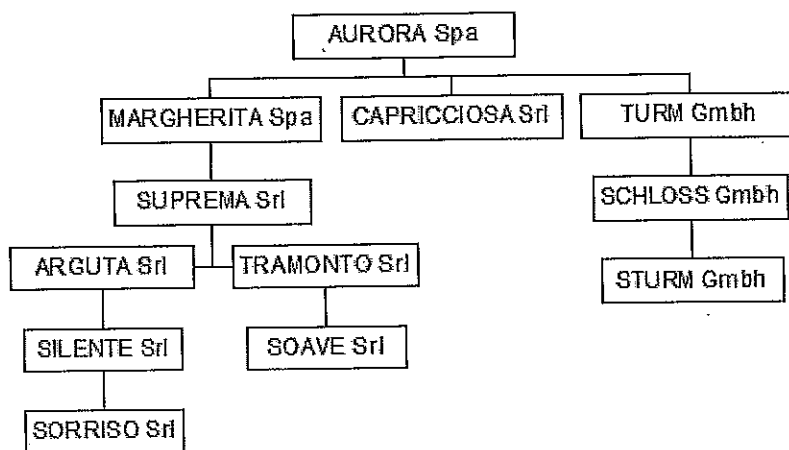 AURORA Spa
MARGHERITA Spa
CAPRICCIOSA Srl
TURM Gmbh
SUPREMA Srl
SCHLOSS Gmbh
ARGUTA Srl
TRAMONTO Srl
STURM Gmbh
SILENTE Srl
SOAVE Srl
SORRISO Srl